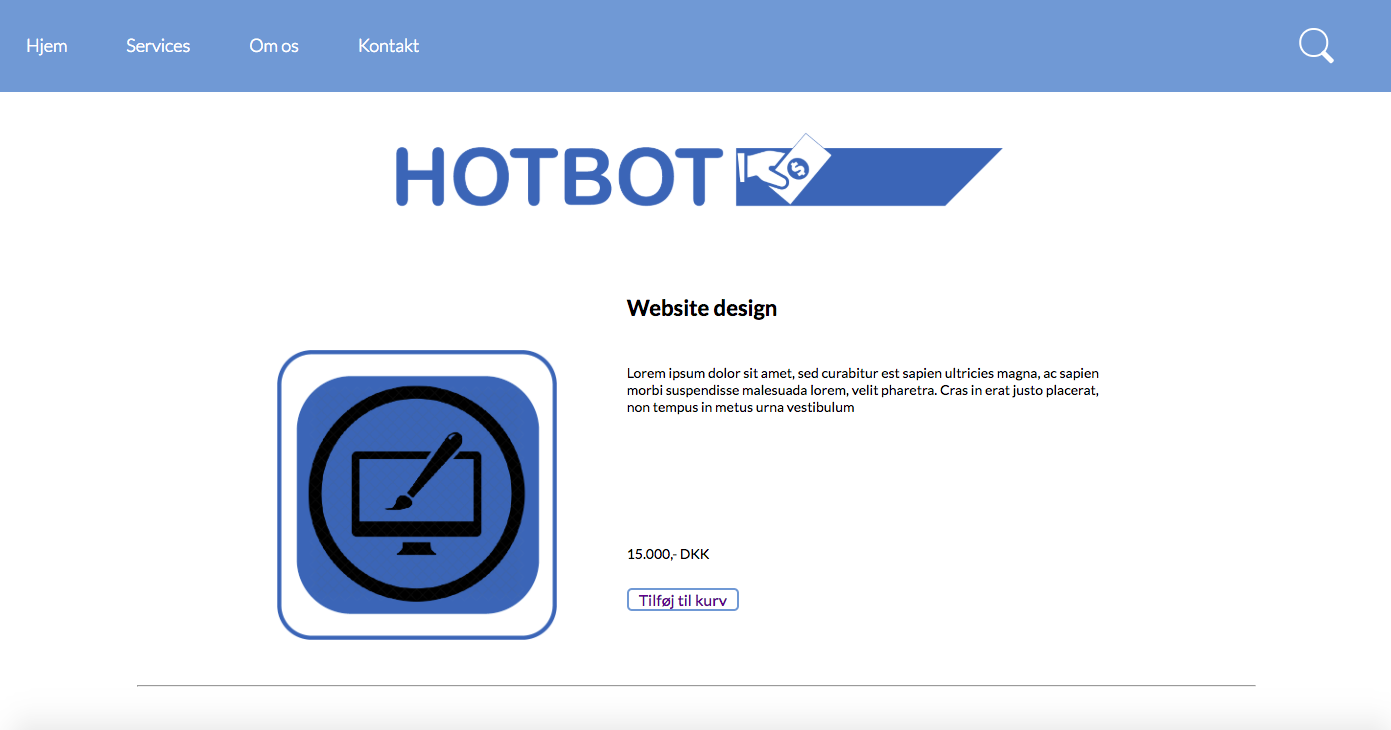 Hjem
Services
Om os
Kontakt
HOTBOT
$
Website design
Lorem ipsum dolor sit amet, sed curabitur est sapien ultricies magna, ac sapien
morbi suspendisse malesuada lorem, velit pharetra. Cras in erat justo placerat,
non tempus in metus urna vestibulum
15.000,- DKK
Tilføj til kurv